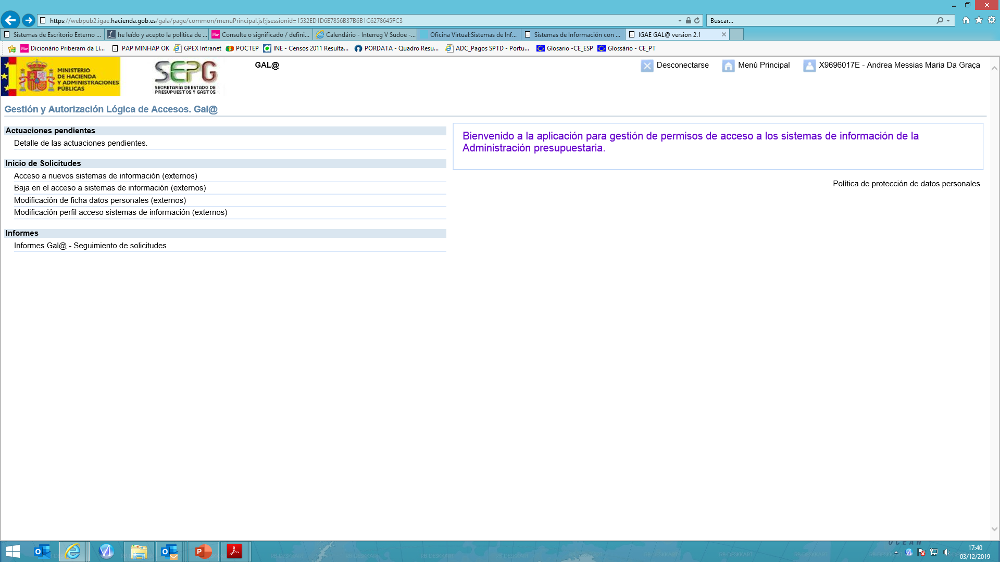 https://webpub2.igae.hacienda.gob.es/gala/page/common/menuPrincipal.jsf;jsessionid=1532ED1D6E7856B37B6B1C6278645FC3
Buscar...
Sistemas de Escritorio Externo ...
he leído y acepto la política de ...
Consulte o significado / defini...
Calendário - Interreg V Sudoe -...
Oficina Virtual:Sistemas de Inf...
Sistemas de Información con ...
IGAE GAL@ version 2.1
Dicionário Priberam da Lí...
PAP MINHAP OK
GPEX Intranet
POCTEP
INE - Censos 2011 Resulta...
PORDATA - Quadro Resu...
ADC_Pagos SPTD - Portu...
Glosario -CE_ESP
Glossário - CE_PT
MINISTERIO
DE HACIENDA
Y ADMINISTRACIONES
PÚBLICAS
SEPG
SECRETARÍA DE ESTADO DE
PRESUPUESTOS Y GASTOS
GAL@
Desconectarse
Menú Principal
X9696017E - Andrea Messias Maria Da Graça
Gestión y Autorización Lógica de Accesos. Gal@
Actuaciones pendientes
Detalle de las actuaciones pendientes.
Inicio de Solicitudes
Acceso a nuevos sistemas de información (externos)
Baja en el acceso a sistemas de información (externos)
Modificación de ficha datos personales (externos)
Modificación perfil acceso sistemas de información (externos)
Informes
Informes Gal@ - Seguimiento de solicitudes
Bienvenido a la aplicación para gestión de permisos de acceso a los sistemas de información de la
Administración presupuestaria.
Política de protección de datos personales
OCEAN
17:40
03/12/2019